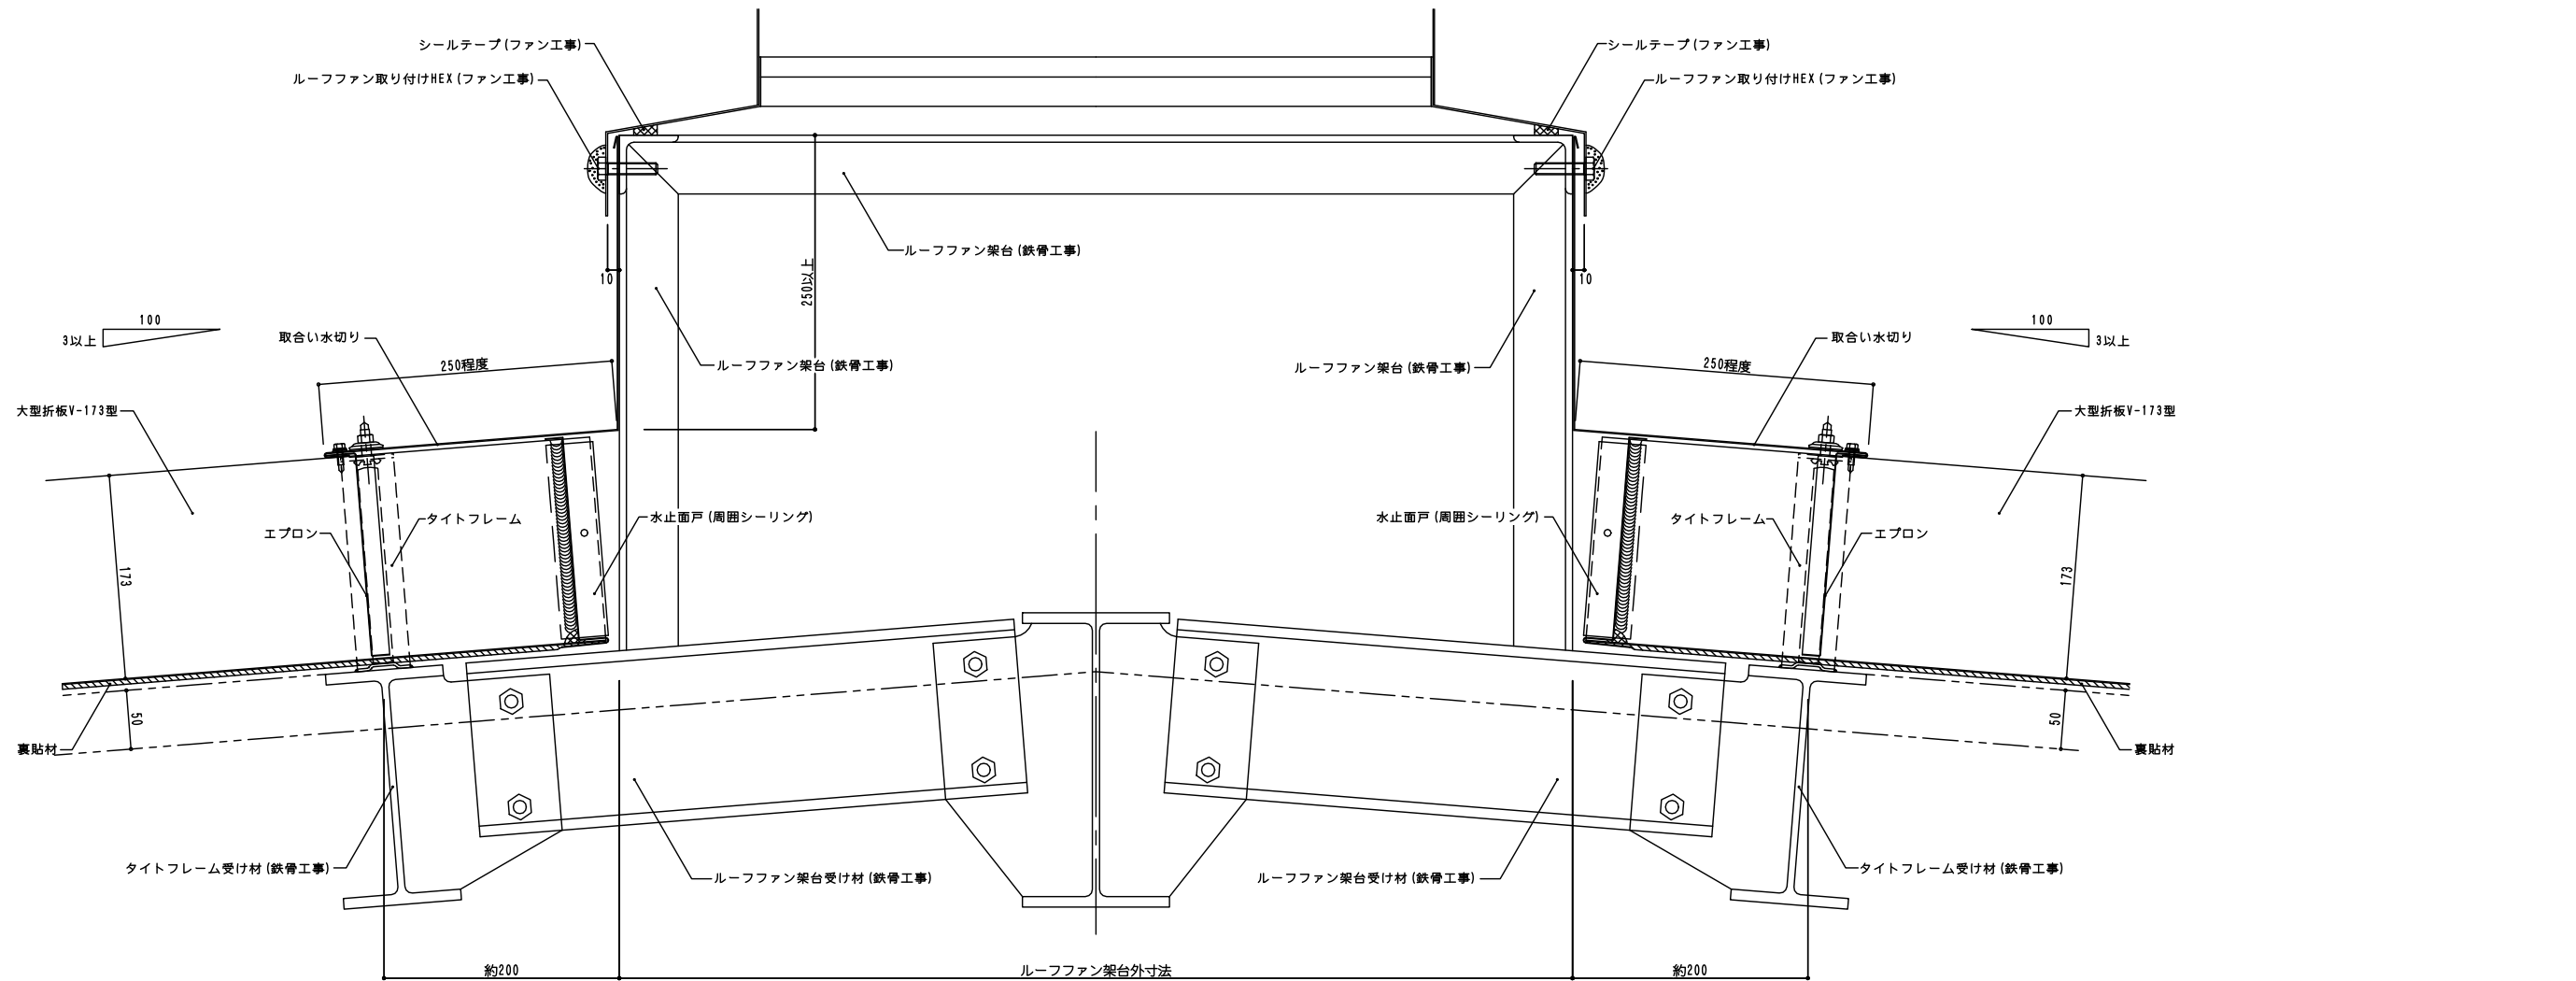 シールテープ(ファン工事)
シールテープ(ファン工事)
ルーフファン取り付けHEX(ファン工事)
ルーフファン取り付けHEX(ファン工事)
ルーフファン架台(鉄骨工事)
250以上
10
10
100
3以上
100
3以上
取合い水切り
取合い水切り
250程度
250程度
ルーフファン架台(鉄骨工事)
ルーフファン架台(鉄骨工事)
大型折板V-173型
大型折板V-173型
エプロン
タイトフレーム
水止面戸(周囲シーリング)
水止面戸(周囲シーリング)
タイトフレーム
エプロン
173
173
50
50
裏貼材
裏貼材
タイトフレーム受け材(鉄骨工事)
ルーフファン架台受け材(鉄骨工事)
ルーフファン架台受け材(鉄骨工事)
タイトフレーム受け材(鉄骨工事)
約200
ルーフファン架台外寸法
約200